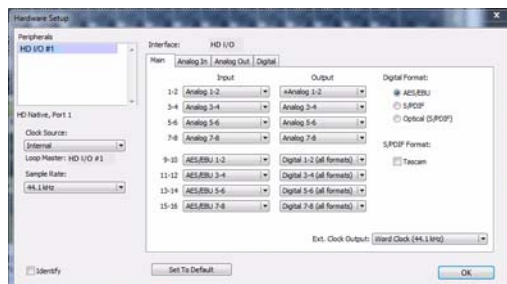 Hardware Setup
Peripherals
HD I/O #1
HD Native, Port 1
Clock Source:
Internal
Loop Master: HD I/O #1
Sample Rate:
44.1 kHz
Identify
Interface: HD I/O
Main Analog In Analog Out Digital
Input Output
1-2 Analog 1-2 +Analog 1-2
3-4 Analog 3-4 Analog 3-4
5-6 Analog 5-6 Analog 5-6
7-8 Analog 7-8 Analog 7-8
9-10 AES/EBU 1-2 Digital 1-2 (all formats)
11-12 AES/EBU 3-4 Digital 3-4 (all formats)
13-14 AES/EBU 5-6 Digital 5-6 (all formats)
15-16 AES/EBU 7-8 Digital 7-8 (all formats)
Digital Format:
AES/EBU
S/PDIF
Optical (S/PDIF)
S/PDIF Format:
Tascam
Ext. Clock Output: Word Clock (44.1 kHz)
Set To Default
OK